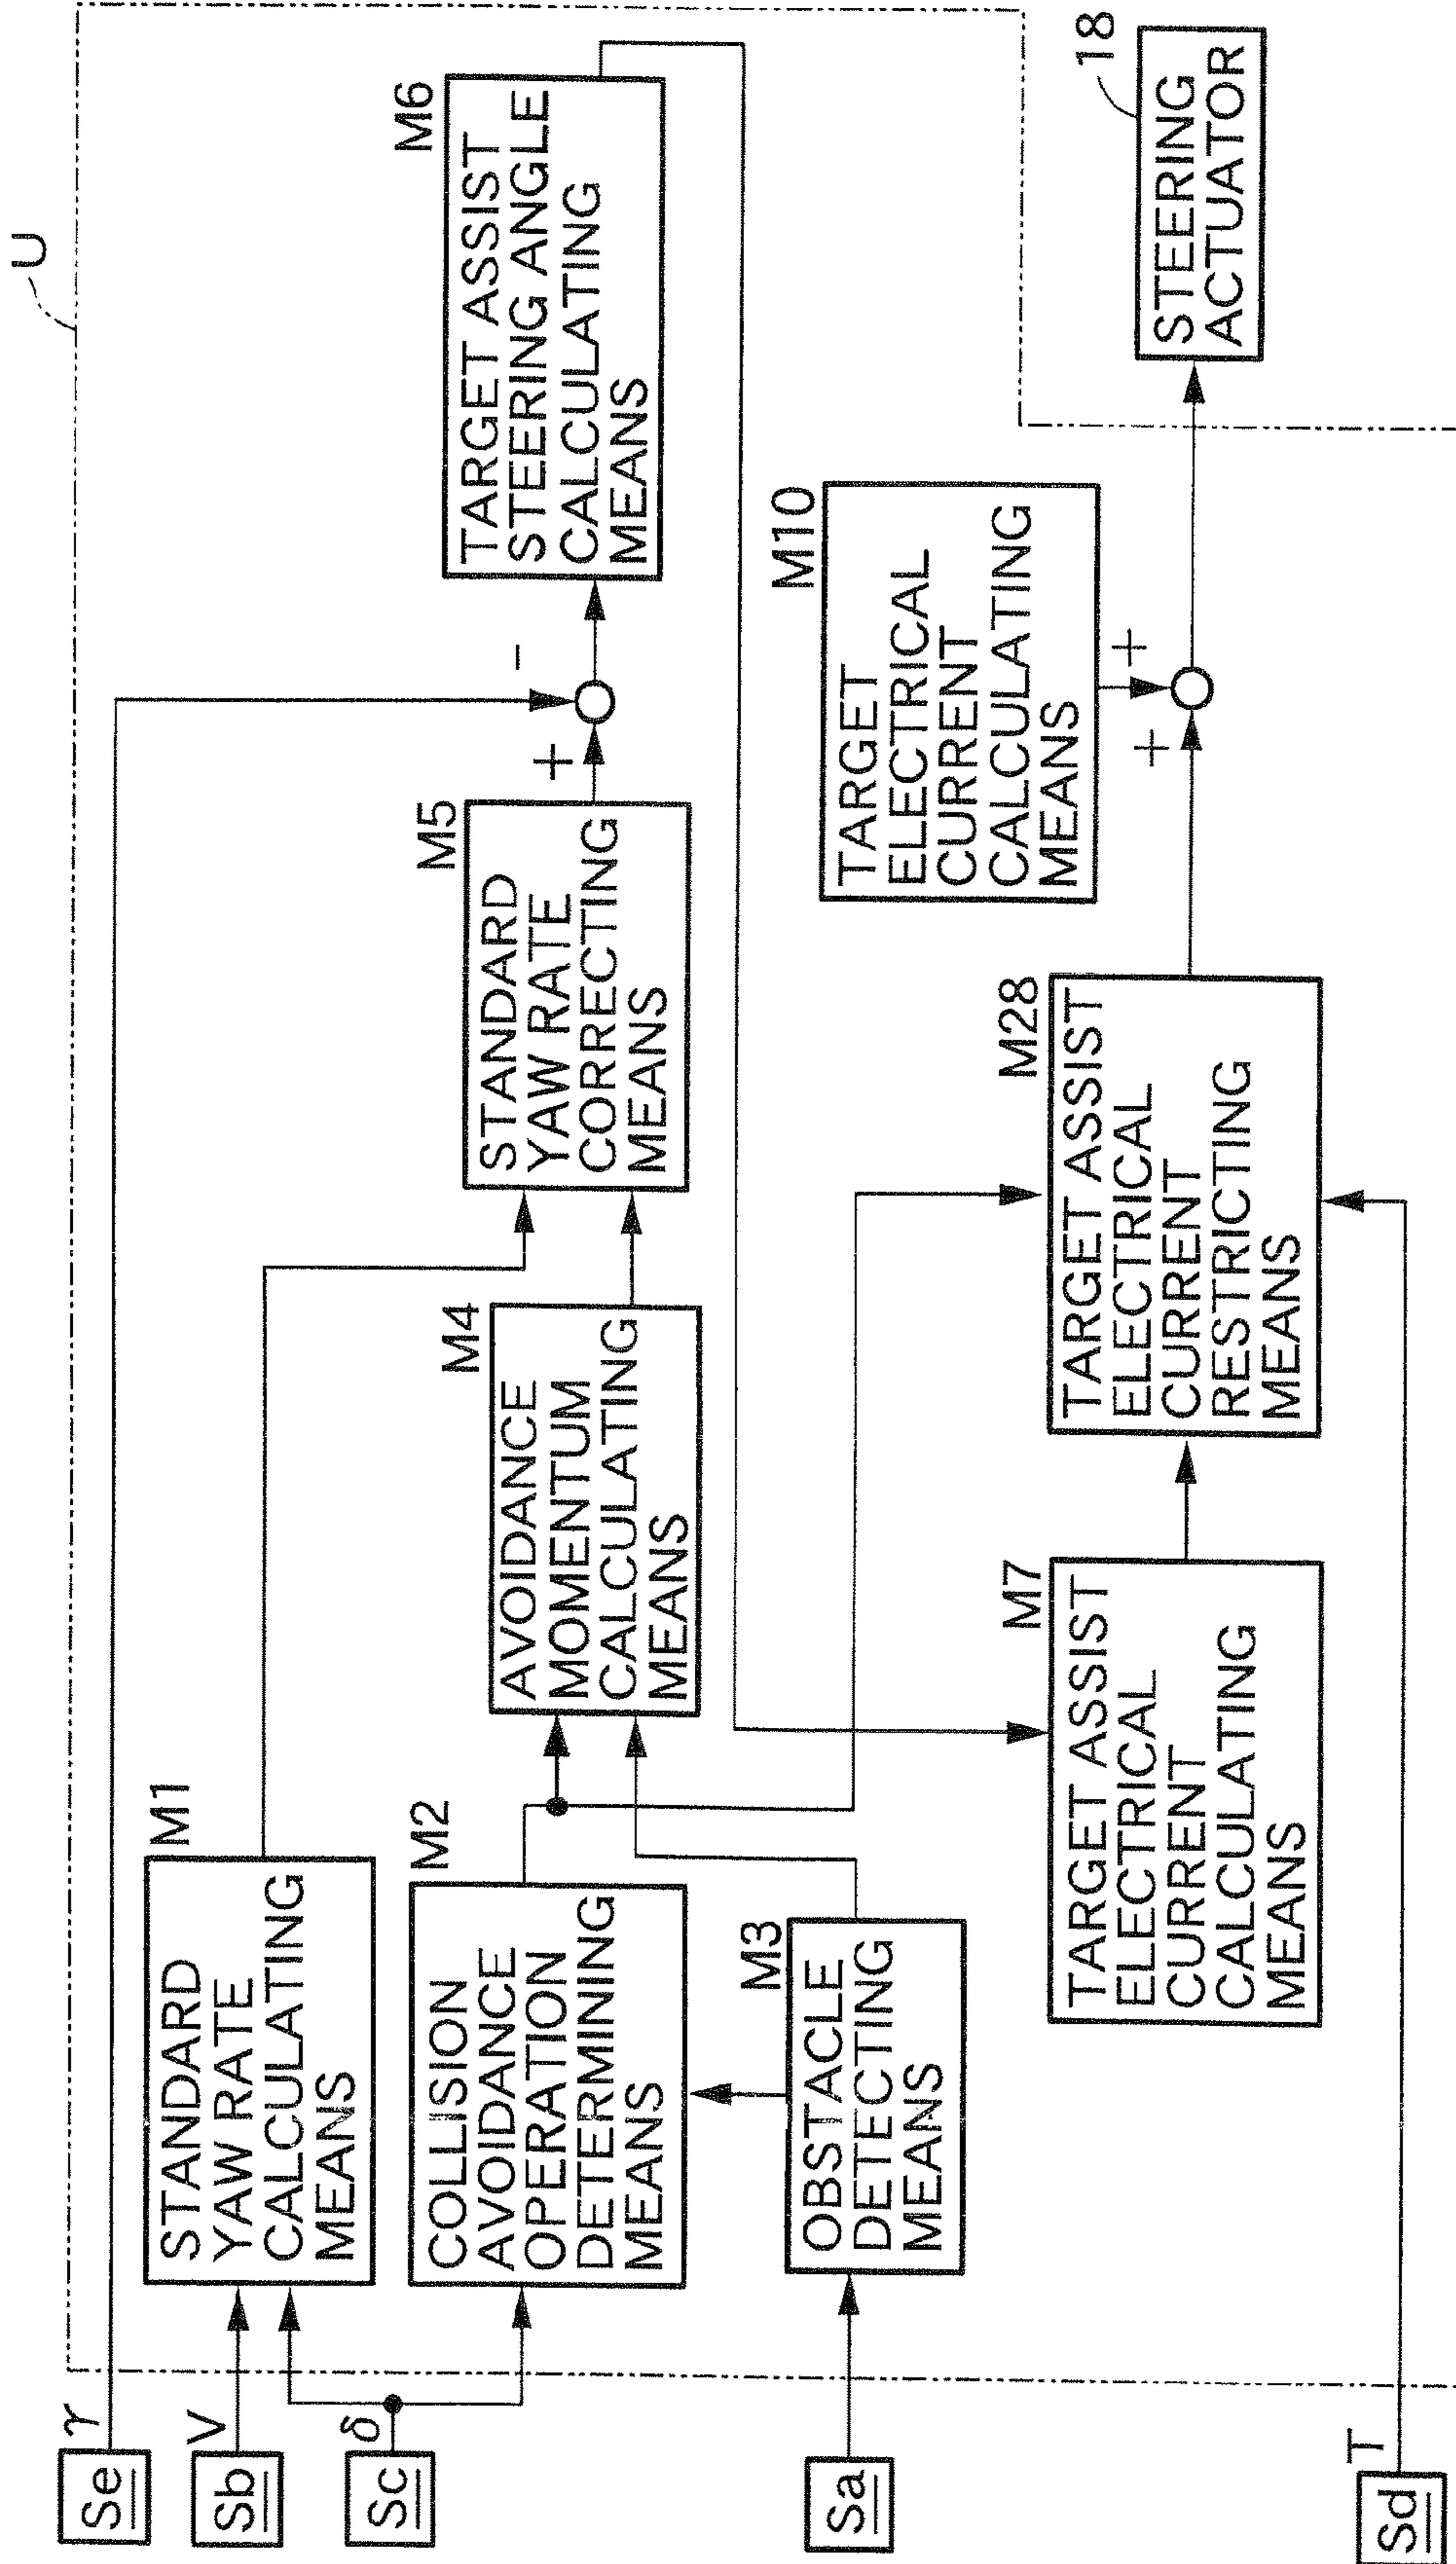 U
Se
γ
Sb
V
Sc
δ
Sa
Sd
T
M1
STANDARD
YAW RATE
CALCULATING
MEANS
M2
COLLISION
AVOIDANCE
OPERATION
DETERMINING
MEANS
M3
OBSTACLE
DETECTING
MEANS
M4
AVOIDANCE
MOMENTUM
CALCULATING
MEANS
M5
STANDARD
YAW RATE
CORRECTING
MEANS
+
-
M6
TARGET ASSIST
STEERING ANGLE
CALCULATING
MEANS
M7
TARGET ASSIST
ELECTRICAL
CURRENT
CALCULATING
MEANS
M28
TARGET ASSIST
ELECTRICAL
CURRENT
RESTRICTING
MEANS
M10
TARGET
ELECTRICAL
CURRENT
CALCULATING
MEANS
+
+
18
STEERING
ACTUATOR